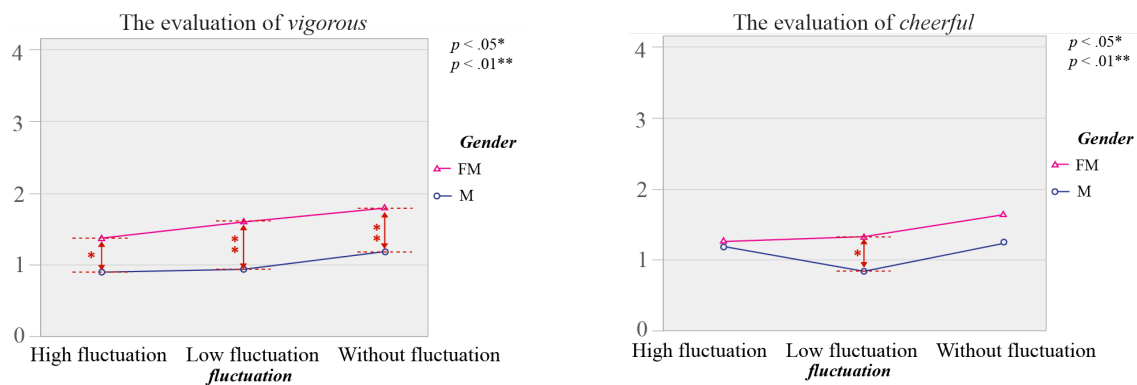 The evaluation of vigorous
4
3
2
1
0
p < .05*
p < .01**
Gender
FM
M
*
**
**
High fluctuation
Low fluctuation
Without fluctuation
fluctuation
The evaluation of cheerful
4
3
2
1
0
p < .05*
p < .01**
Gender
FM
M
*
High fluctuation
Low fluctuation
Without fluctuation
fluctuation